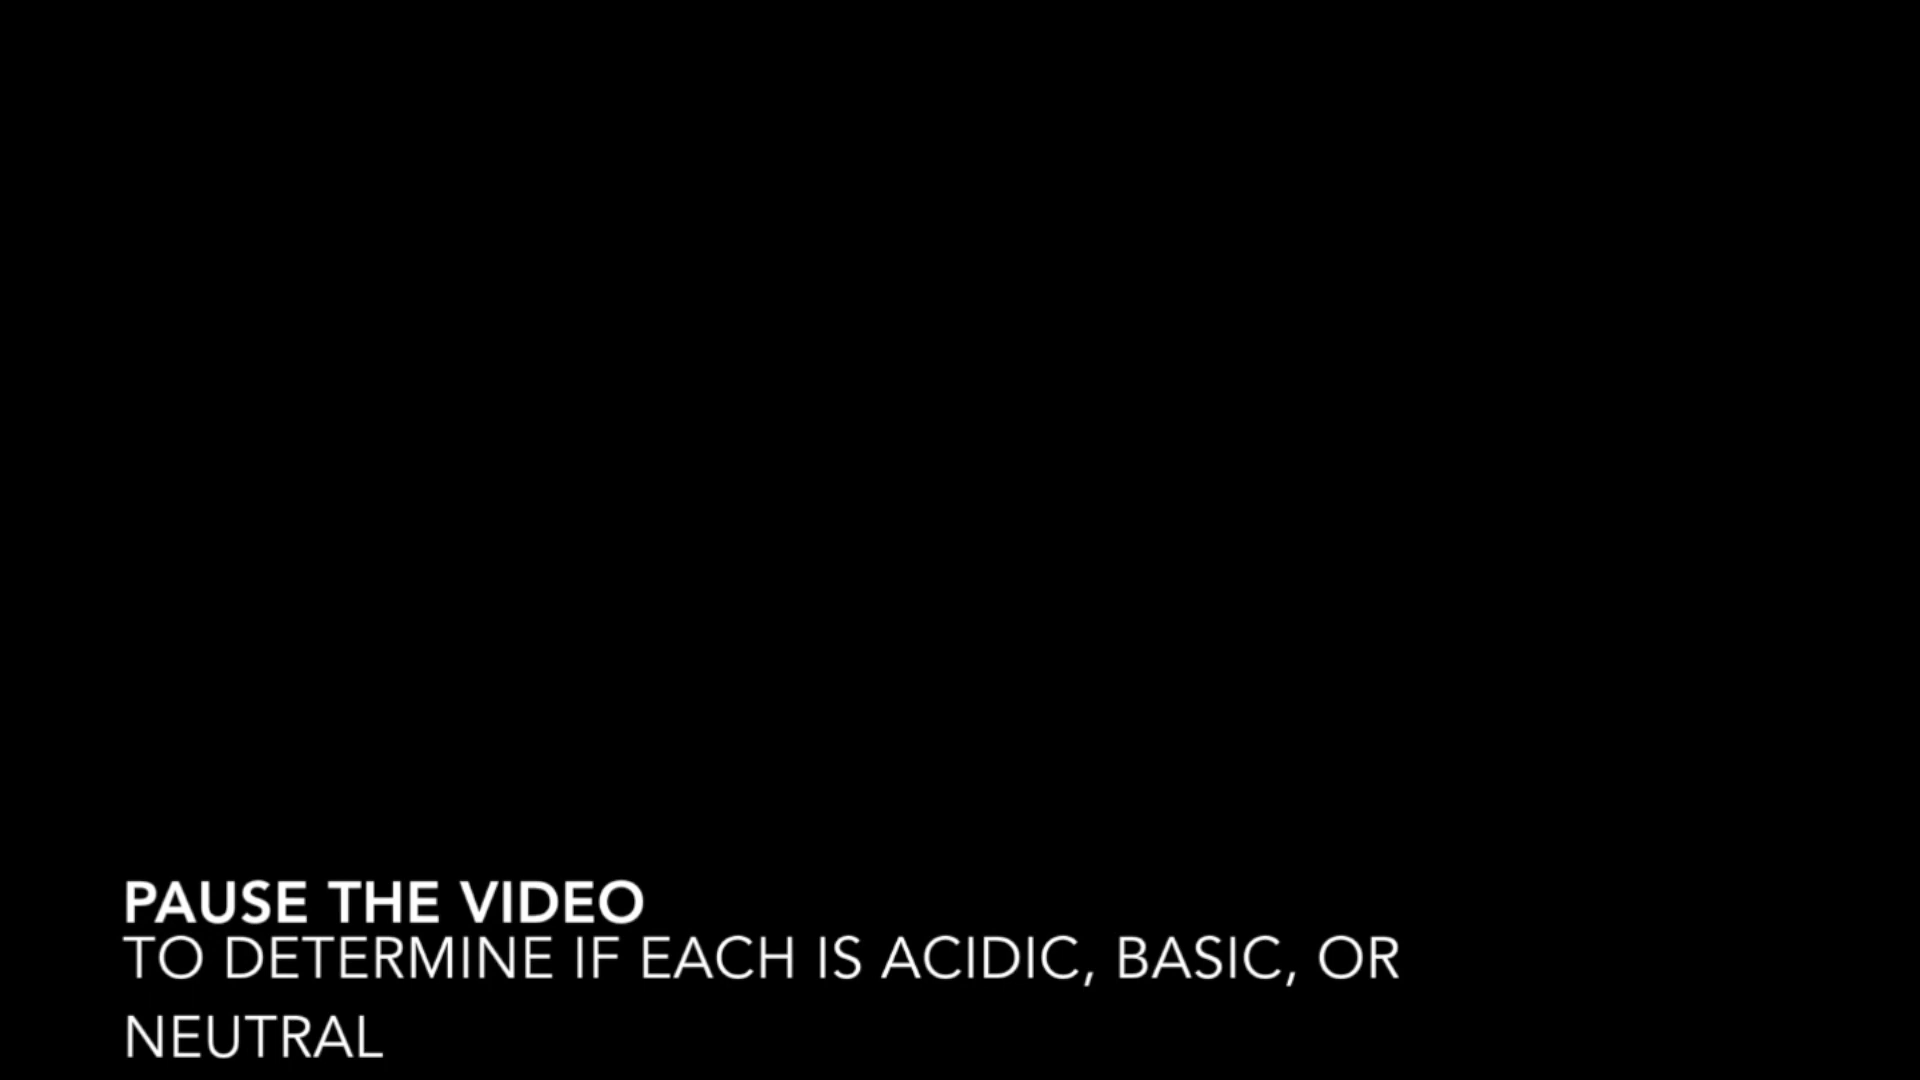 PAUSE THE VIDEO
TO DETERMINE IF EACH IS ACIDIC, BASIC, OR
NEUTRAL